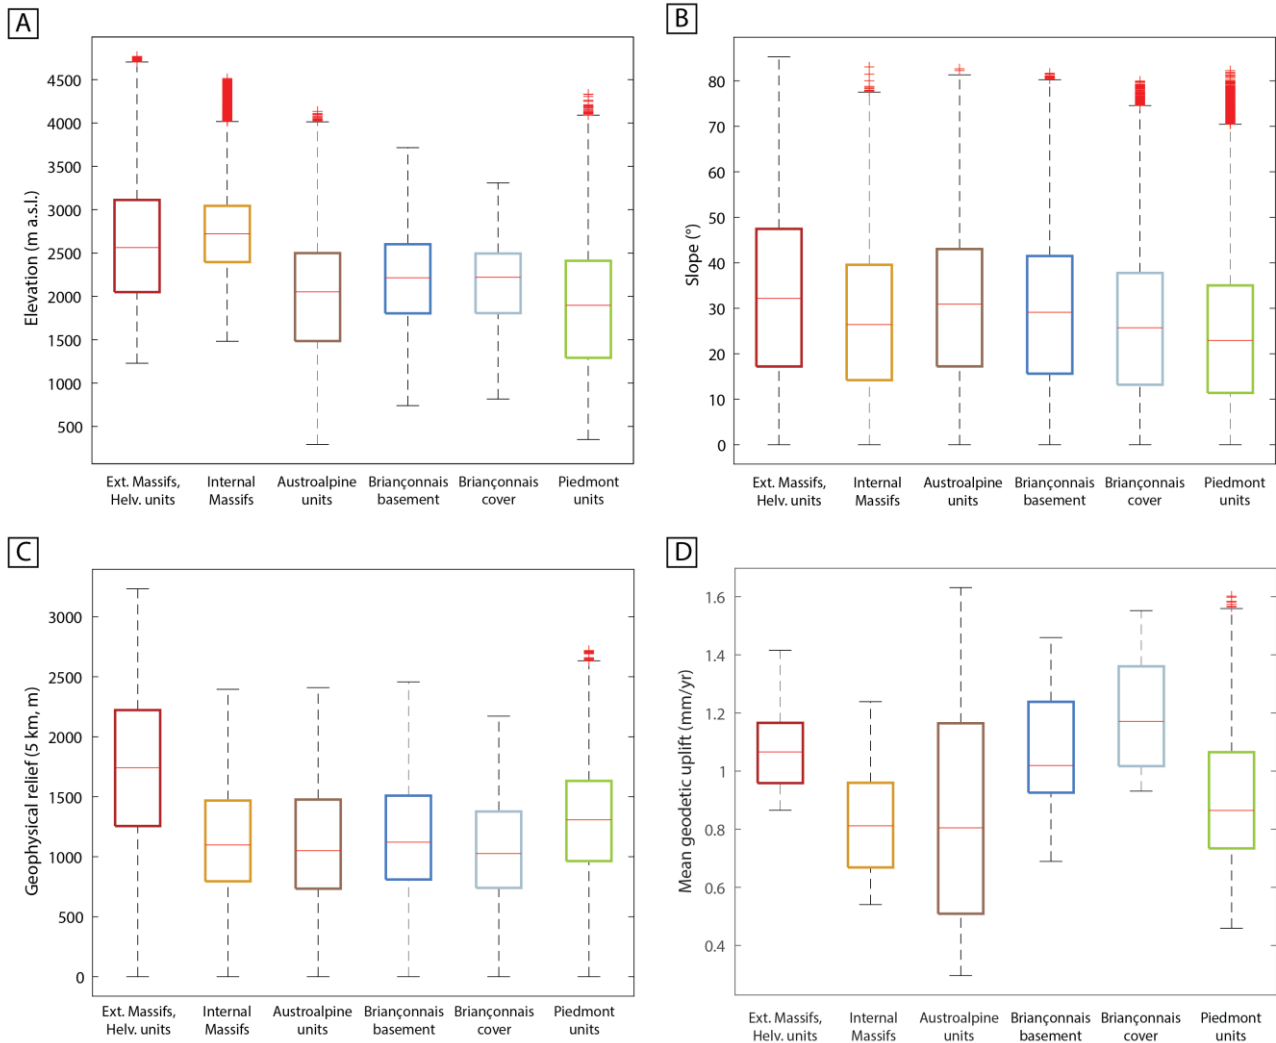 A
Elevation (m a.s.l.)
4500
4000
3500
3000
2500
2000
1500
1000
500
Ext. Massifs,
Helv. units
Internal
Massifs
Austroalpine
units
Briançonnais
basement
Briançonnais
cover
Piedmont
units
B
Slope (°)
80
70
60
50
40
30
20
10
0
Ext. Massifs,
Helv. units
Internal
Massifs
Austroalpine
units
Briançonnais
basement
Briançonnais
cover
Piedmont
units
C
Geophysical relief (5 km, m)
3000
2500
2000
1500
1000
500
0
Ext. Massifs,
Helv. units
Internal
Massifs
Austroalpine
units
Briançonnais
basement
Briançonnais
cover
Piedmont
units
D
Mean geodetic uplift (mm/yr)
1.6
1.4
1.2
1
0.8
0.6
0.4
Ext. Massifs,
Helv. units
Internal
Massifs
Austroalpine
units
Briançonnais
basement
Briançonnais
cover
Piedmont
units